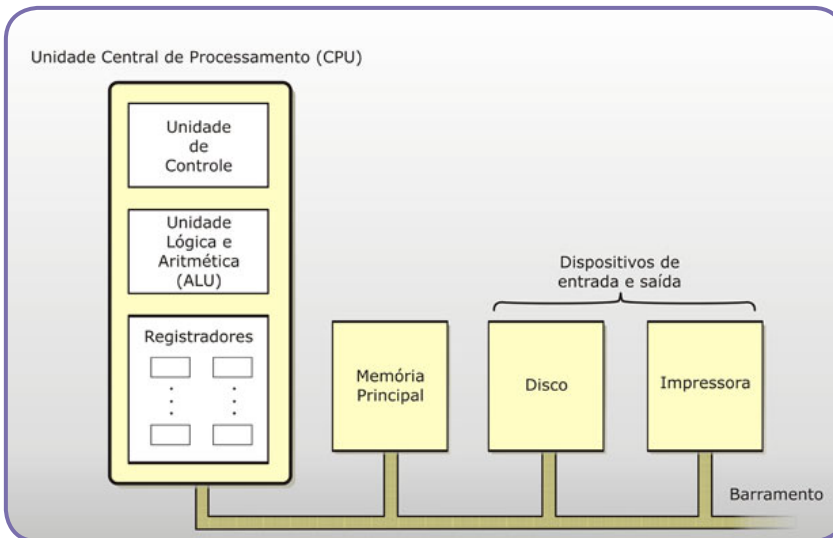 Unidade Central de Processamento (CPU)
Unidade
de
Controle
Unidade
Lógica e
Aritmética
(ALU)
Registradores
Memória
Principal
Dispositivos de
entrada e saída
Disco
Impressora
Barramento